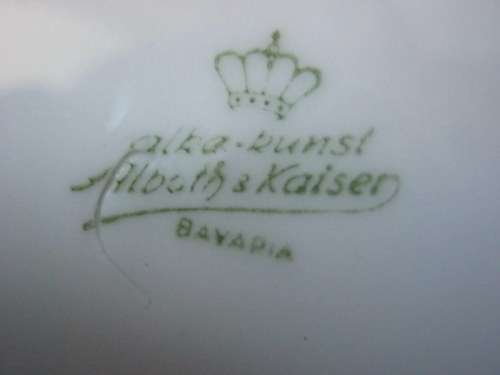 alka-kunst
Alboth & Kaiser
BAVARIA